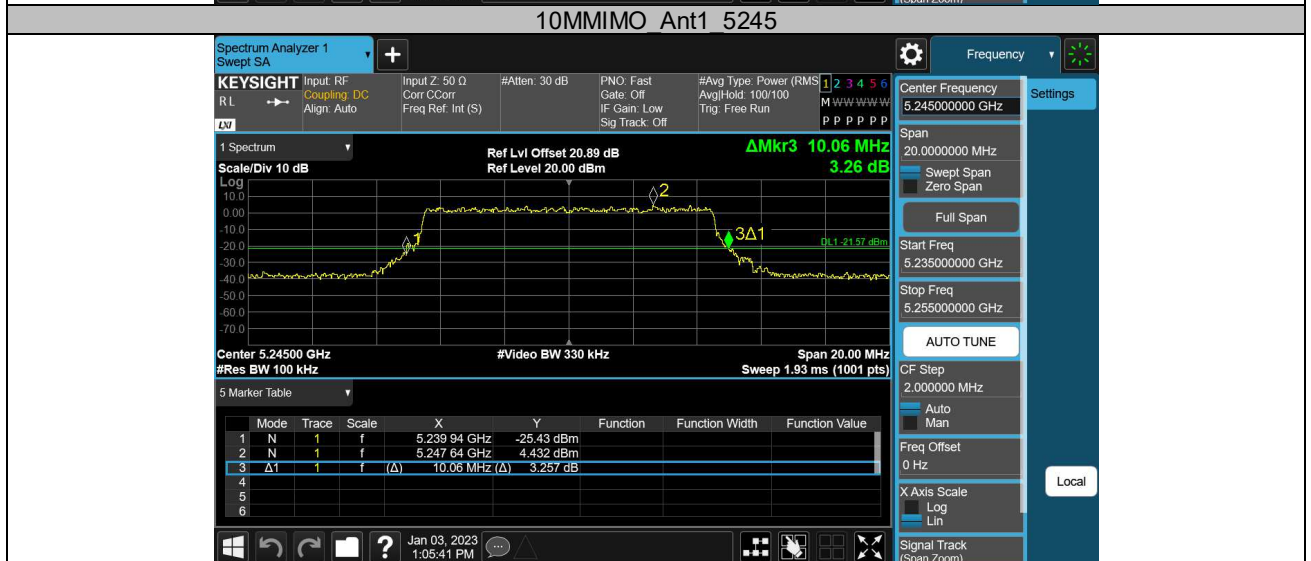 (Span Zoom)
10MMIMO_Ant1_5245
Spectrum Analyzer 1
Swept SA
+
Frequency
KEYSIGHT
RL
LXI
Input: RF
Coupling: DC
Align: Auto
Input Z: 50 Ω
Corr CCorr
Freq Ref: Int (S)
#Atten: 30 dB
PNO: Fast
Gate: Off
IF Gain: Low
Sig Track: Off
#Avg Type: Power (RMS
Avg|Hold: 100/100
Trig: Free Run
1 2 3 4 5 6
M W W W W W
P P P P P P
1 Spectrum
Scale/Div 10 dB
Ref Lvl Offset 20.89 dB
Ref Level 20.00 dBm
ΔMkr3 10.06 MHz
3.26 dB
Log
10.0
0.00
-10.0
-20.0
-30.0
-40.0
-50.0
-60.0
-70.0
1
2
3Δ1
DL1 -21.57 dBm
Center 5.24500 GHz
#Video BW 330 kHz
Span 20.00 MHz
#Res BW 100 kHz
Sweep 1.93 ms (1001 pts)
5 Marker Table
Mode Trace Scale X Y Function Function Width Function Value
1 N 1 f 5.239 94 GHz -25.43 dBm
2 N 1 f 5.247 64 GHz 4.432 dBm
3 Δ1 1 f (Δ) 10.06 MHz (Δ) 3.257 dB
4
5
6
?
Jan 03, 2023
1:05:41 PM
Center Frequency
5.245000000 GHz
Settings
Span
20.0000000 MHz
Swept Span
Zero Span
Full Span
Start Freq
5.235000000 GHz
Stop Freq
5.255000000 GHz
AUTO TUNE
CF Step
2.000000 MHz
Auto
Man
Freq Offset
0 Hz
X Axis Scale
Log
Lin
Local
Signal Track
(Span Zoom)